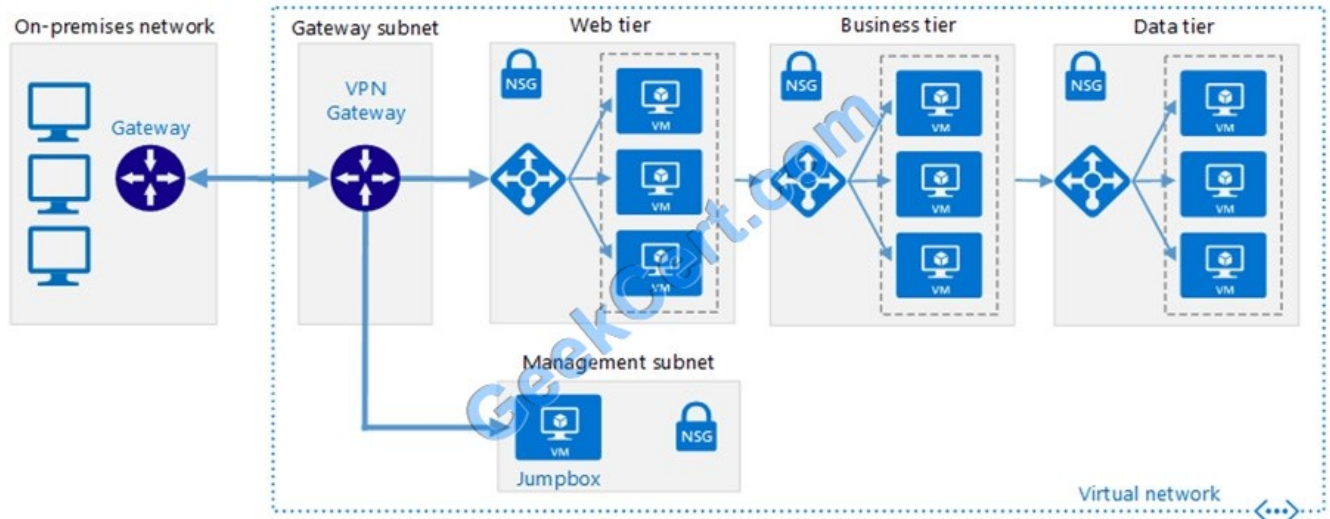 On-premises network
Gateway subnet
Web tier
Business tier
Data tier
Gateway
VPN
Gateway
NSG
VM
VM
VM
NSG
VM
VM
VM
NSG
VM
VM
VM
Management subnet
VM
Jumpbox
NSG
Virtual network
GeekCert.com